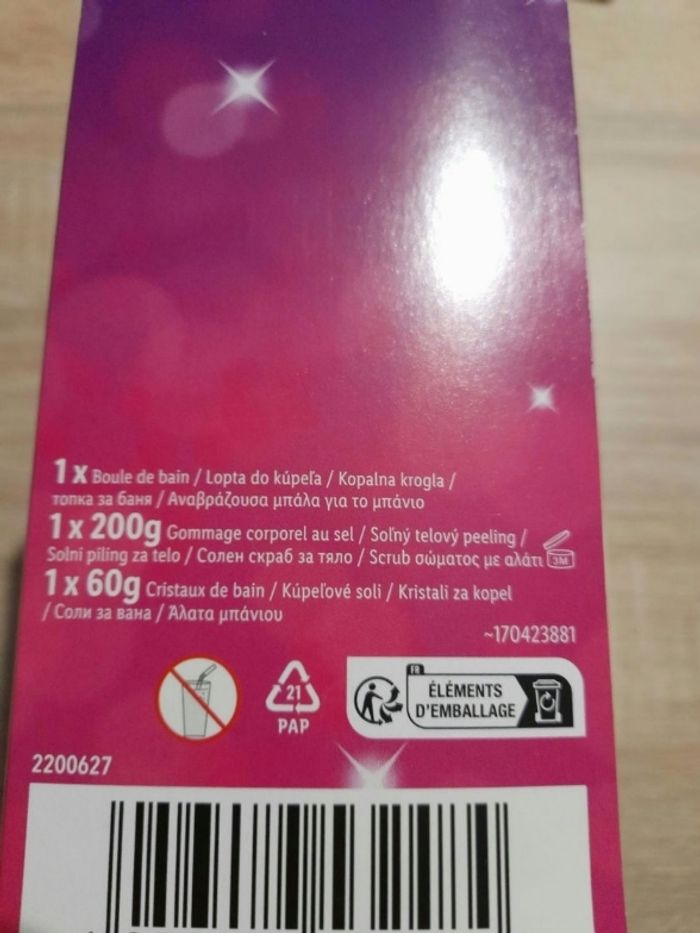 1 x Boule de bain / Lopta do kúpeľa / Kopalna krogla /
топка за баня / Αναβράζουσα μπάλα για το μπάνιο
1 x 200g Gommage corporel au sel / Soľný telový peeling /
Solni piling za telo / Солен скраб за тяло / Scrub σώματος με αλάτι 3M
1 x 60g Cristaux de bain / Kúpeľové soli / Kristali za kopel
/ Соли за вана / Άλατα μπάνιου
~170423881
21
PAP
FR
ÉLÉMENTS
D'EMBALLAGE
2200627